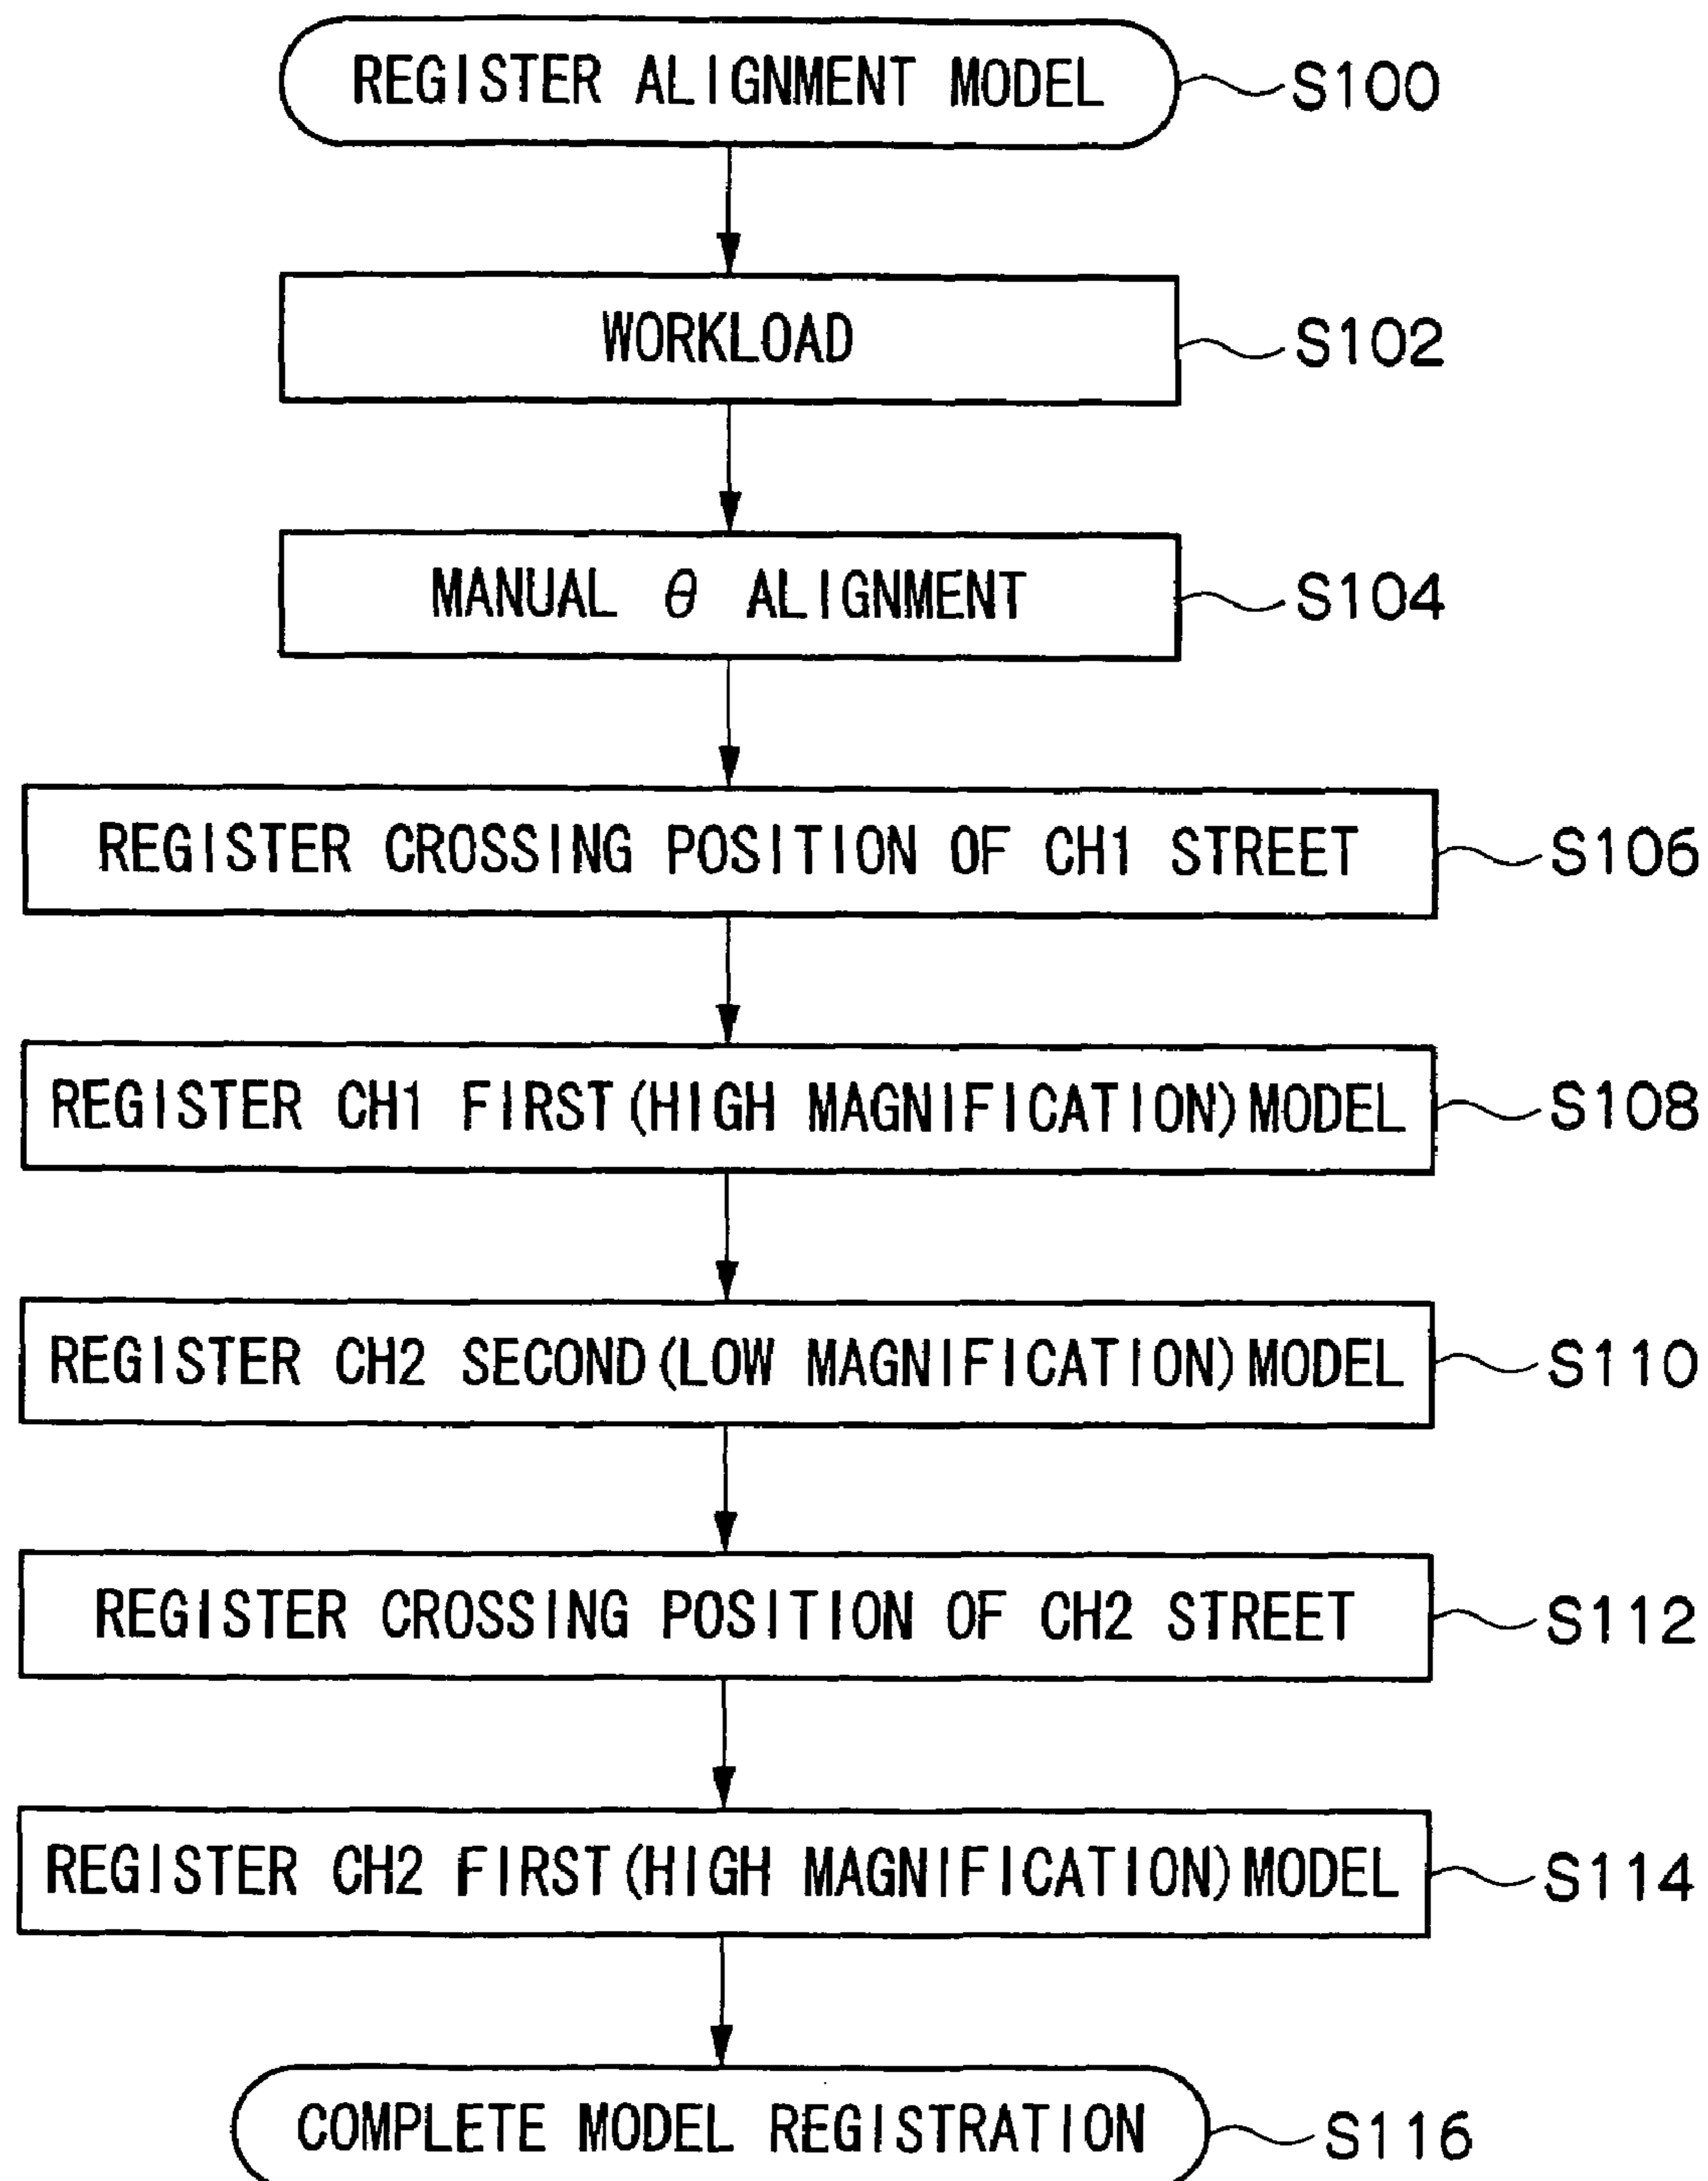 REGISTER ALIGNMENT MODEL S100
WORKLOAD S102
MANUAL θ ALIGNMENT S104
REGISTER CROSSING POSITION OF CH1 STREET S106
REGISTER CH1 FIRST(HIGH MAGNIFICATION)MODEL S108
REGISTER CH2 SECOND(LOW MAGNIFICATION)MODEL S110
REGISTER CROSSING POSITION OF CH2 STREET S112
REGISTER CH2 FIRST(HIGH MAGNIFICATION)MODEL S114
COMPLETE MODEL REGISTRATION S116